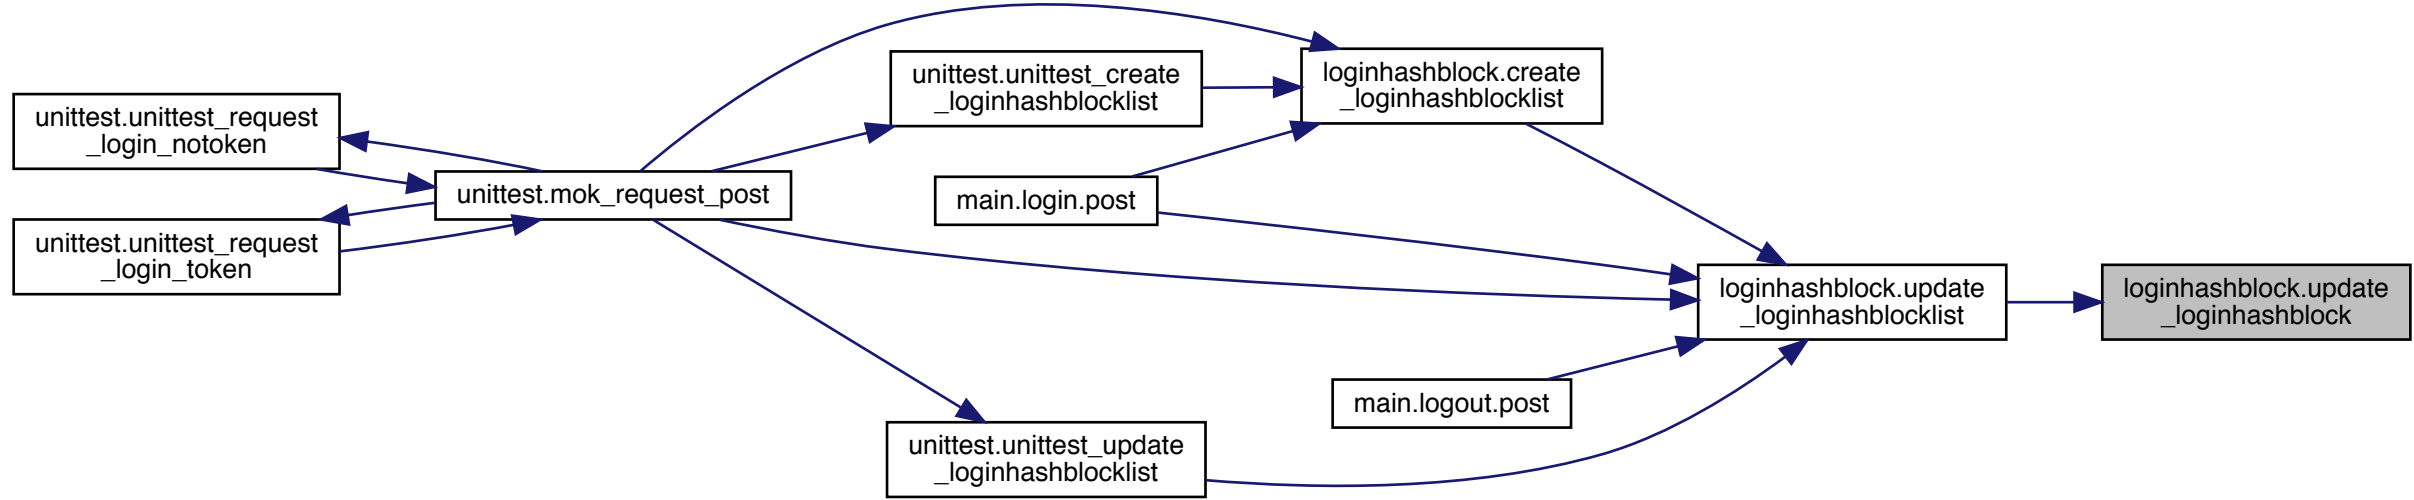 unittest.unittest_request
_login_notoken
unittest.unittest_request
_login_token
unittest.mok_request_post
unittest.unittest_create
_loginhashblocklist
main.login.post
unittest.unittest_update
_loginhashblocklist
loginhashblock.create
_loginhashblocklist
main.logout.post
loginhashblock.update
_loginhashblocklist
loginhashblock.update
_loginhashblock